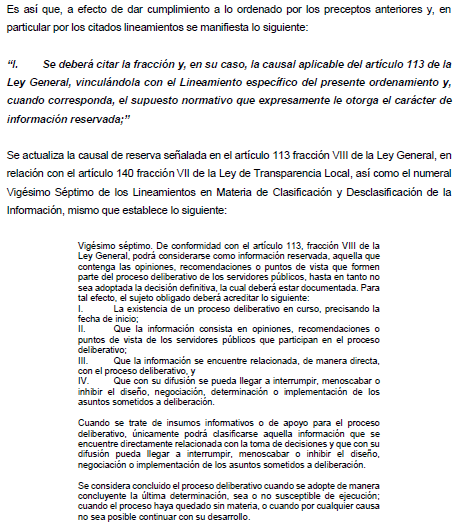 Es así que, a efecto de dar cumplimiento a lo ordenado por los preceptos anteriores y, en
particular por los citados lineamientos se manifiesta lo siguiente:
“I. Se deberá citar la fracción y, en su caso, la causal aplicable del artículo 113 de la
Ley General, vinculándola con el Lineamiento específico del presente ordenamiento y,
cuando corresponda, el supuesto normativo que expresamente le otorga el carácter de
información reservada;”
Se actualiza la causal de reserva señalada en el artículo 113 fracción VIII de la Ley General, en
relación con el artículo 140 fracción VII de la Ley de Transparencia Local, así como el numeral
Vigésimo Séptimo de los Lineamientos en Materia de Clasificación y Desclasificación de la
Información, mismo que establece lo siguiente:
Vigésimo séptimo. De conformidad con el artículo 113, fracción VIII de la
Ley General, podrá considerarse como información reservada, aquella que
contenga las opiniones, recomendaciones o puntos de vista que formen
parte del proceso deliberativo de los servidores públicos, hasta en tanto no
sea adoptada la decisión definitiva, la cual deberá estar documentada. Para
tal efecto, el sujeto obligado deberá acreditar lo siguiente:
I. La existencia de un proceso deliberativo en curso, precisando la
fecha de inicio;
II. Que la información consista en opiniones, recomendaciones o
puntos de vista de los servidores públicos que participan en el proceso
deliberativo;
III. Que la información se encuentre relacionada, de manera directa,
con el proceso deliberativo, y
IV. Que con su difusión se pueda llegar a interrumpir, menoscabar o
inhibir el diseño, negociación, determinación o implementación de los
asuntos sometidos a deliberación.
Cuando se trate de insumos informativos o de apoyo para el proceso
deliberativo, únicamente podrá clasificarse aquella información que se
encuentre directamente relacionada con la toma de decisiones y que con su
difusión pueda llegar a interrumpir, menoscabar o inhibir el diseño,
negociación o implementación de los asuntos sometidos a deliberación.
Se considera concluido el proceso deliberativo cuando se adopte de manera
concluyente la última determinación, sea o no susceptible de ejecución;
cuando el proceso haya quedado sin materia, o cuando por cualquier causa
no sea posible continuar con su desarrollo.